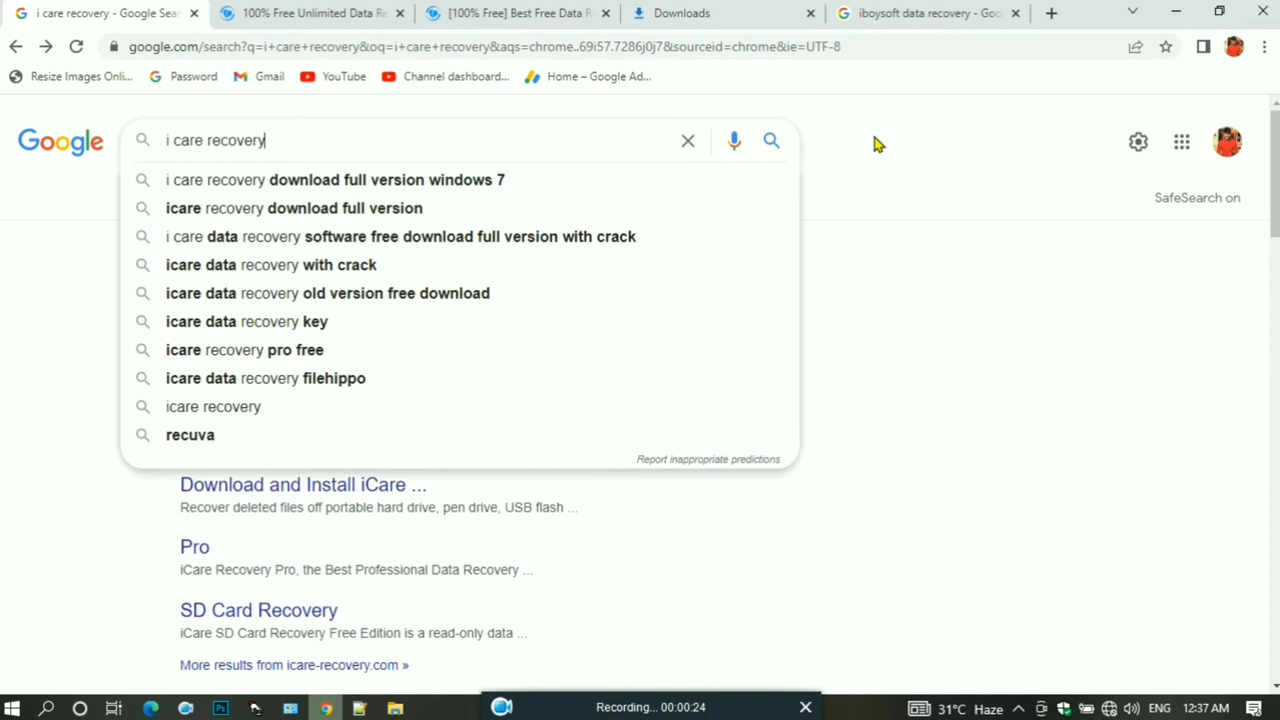 i care recovery - Google Sear
100% Free Unlimited Data Re
[100% Free] Best Free Data R
Downloads
iboysoft data recovery - Goo
google.com/search?q=i+care+recovery&oq=i+care+recovery&aqs=chrome..69i57.7286j0j7&sourceid=chrome&ie=UTF-8
Resize Images Onli...
Password
Gmail
YouTube
Channel dashboard...
Home – Google Ad...
Google
i care recovery
SafeSearch on
i care recovery download full version windows 7
icare recovery download full version
i care data recovery software free download full version with crack
icare data recovery with crack
icare data recovery old version free download
icare data recovery key
icare recovery pro free
icare data recovery filehippo
icare recovery
recuva
Report inappropriate predictions
Download and Install iCare ...
Recover deleted files off portable hard drive, pen drive, USB flash ...
Pro
iCare Recovery Pro, the Best Professional Data Recovery ...
SD Card Recovery
iCare SD Card Recovery Free Edition is a read-only data ...
More results from icare-recovery.com »
Recording... 00:00:24
31°C Haze
ENG
12:37 AM